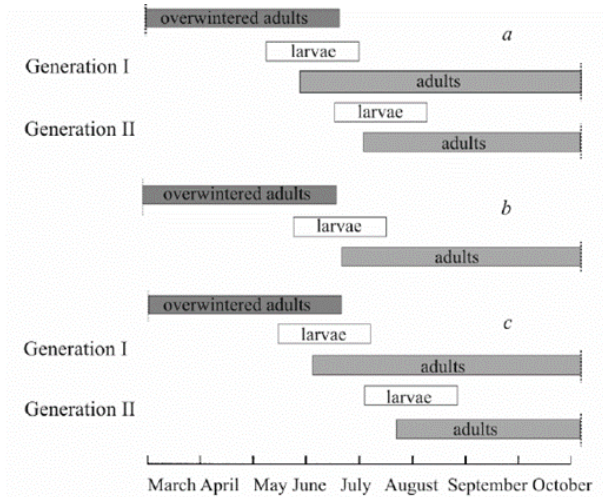 overwintered adults
a
larvae
Generation I
adults
larvae
Generation II
adults
overwintered adults
b
larvae
adults
overwintered adults
c
larvae
Generation I
adults
larvae
Generation II
adults
March April May June July August September October